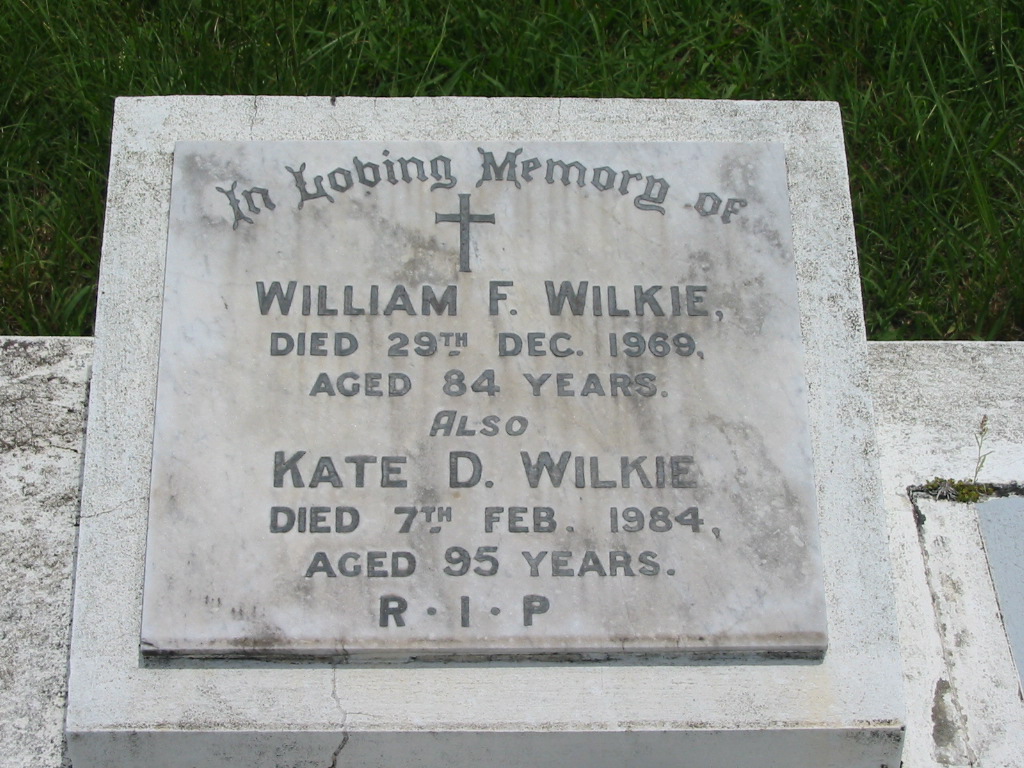 In Loving Memory of
WILLIAM F. WILKIE,
DIED 29TH DEC. 1969,
AGED 84 YEARS.
ALSO
KATE D. WILKIE
DIED 7TH FEB. 1984,
AGED 95 YEARS.
R · I · P